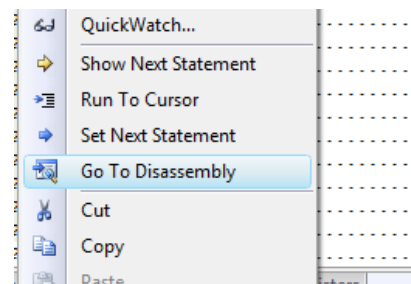 QuickWatch...
Show Next Statement
Run To Cursor
Set Next Statement
Go To Disassembly
Cut
Copy
Paste